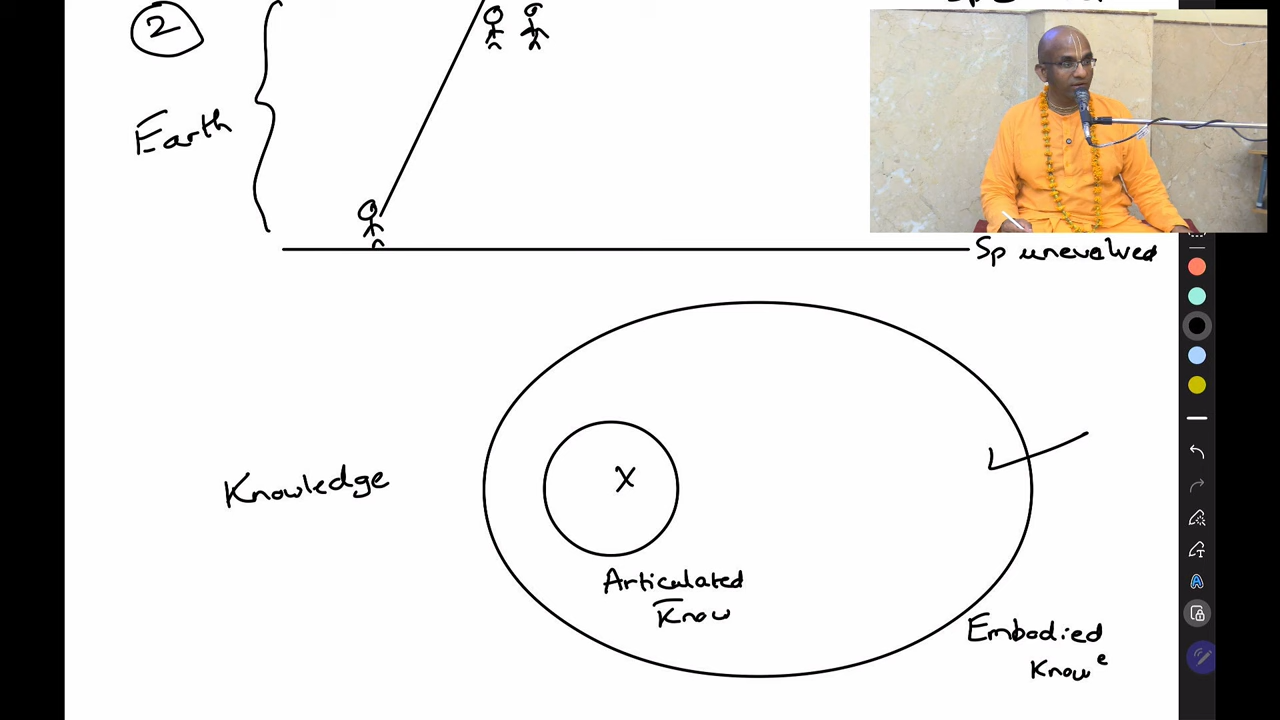 2
Earth
Sp unevolved
Knowledge
X
Articulated
Know
Embodied
Know e